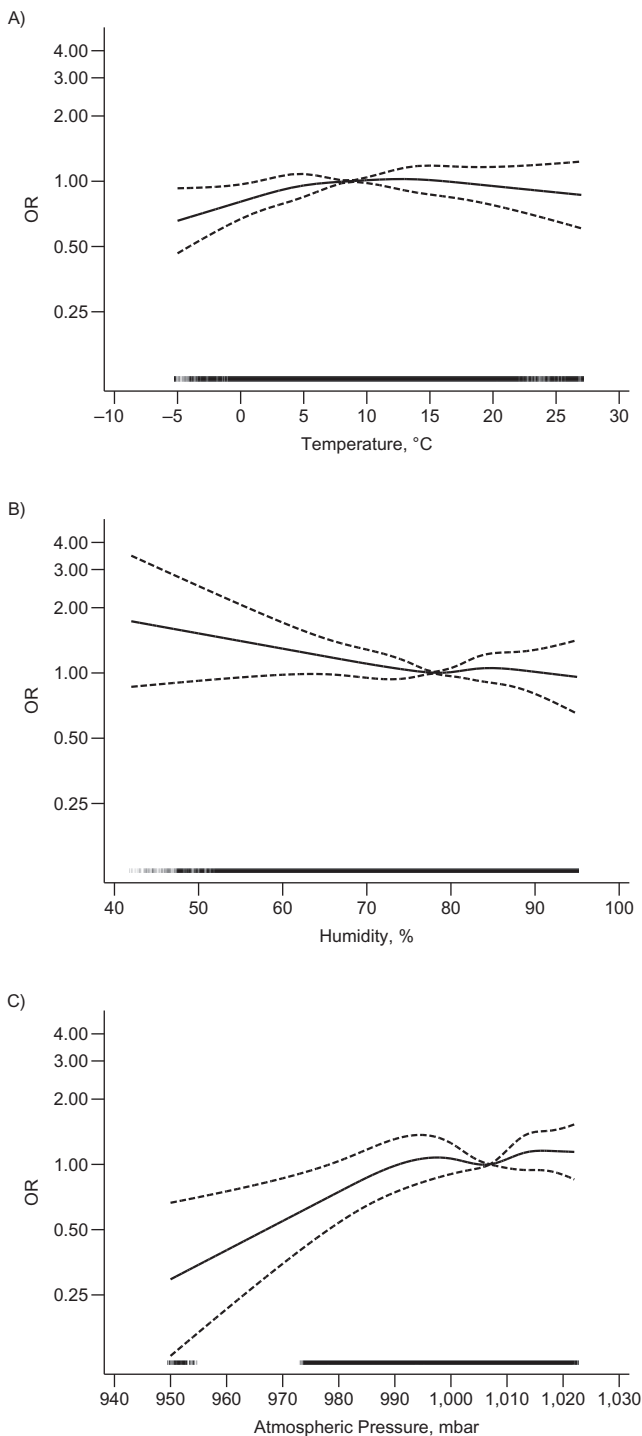 A)
4.00
3.00
2.00
1.00
0.50
0.25
OR
–10 –5 0 5 10 15 20 25 30
Temperature, °C
B)
4.00
3.00
2.00
1.00
0.50
0.25
OR
40 50 60 70 80 90 100
Humidity, %
C)
4.00
3.00
2.00
1.00
0.50
0.25
OR
940 950 960 970 980 990 1,000 1,010 1,020 1,030
Atmospheric Pressure, mbar